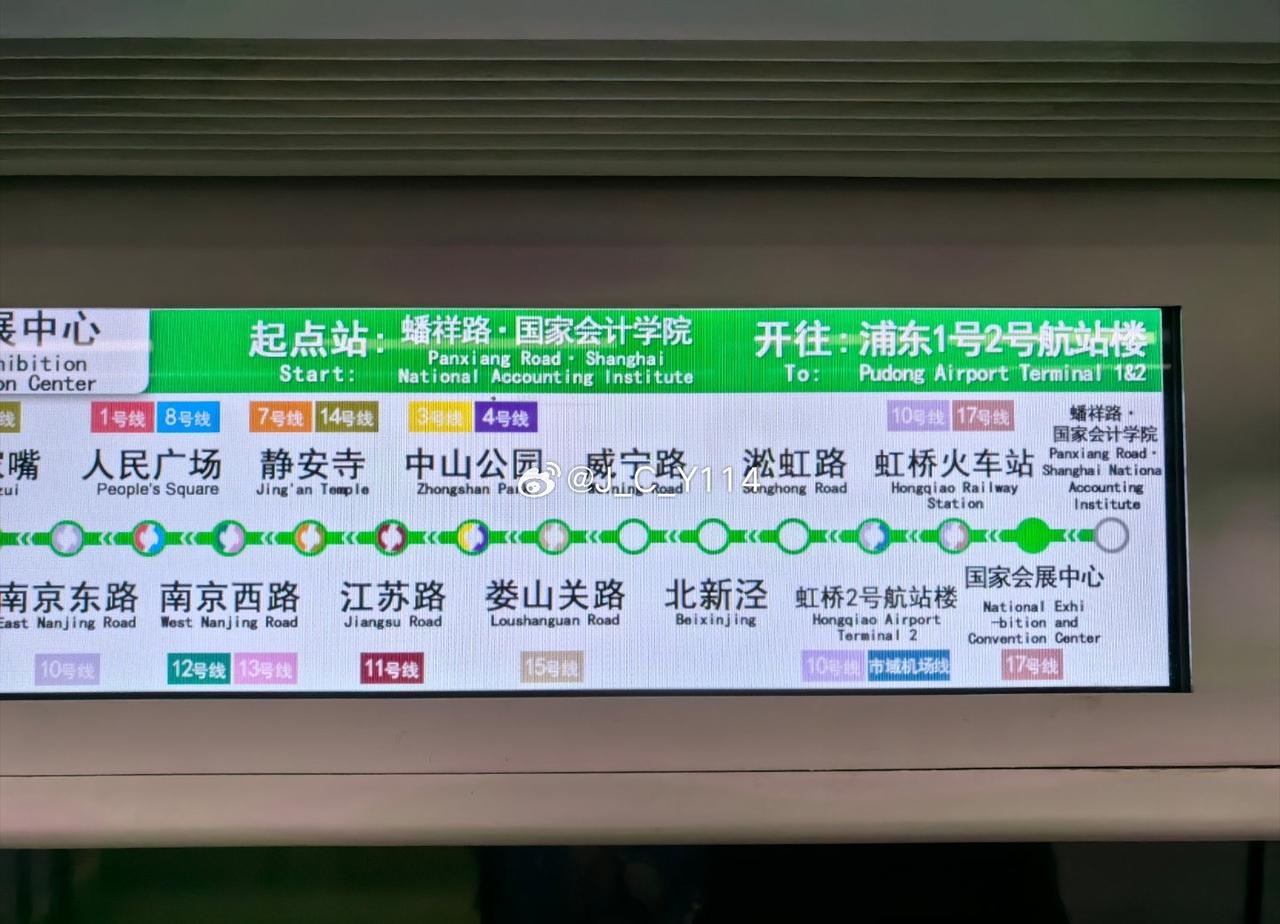 展中心
hibition
on Center
起点站：
Start:
蟠祥路·国家会计学院
Panxiang Road· Shanghai
National Accounting Institute
开往：浦东1号2号航站楼
To: Pudong Airport Terminal 1&2
线
1号线 8号线
7号线 14号线
3号线 4号线
10号线 17号线
嘴
zui
人民广场
People's Square
静安寺
Jing'an Temple
中山公园
Zhongshan Pa
威宁路
ning Road
淞虹路
Songhong Road
虹桥火车站
Hongqiao Railway
Station
蟠祥路·
国家会计学院
Panxiang Road·
Shanghai Nationa
Accounting
Institute
@J_C_Y114
南京东路
East Nanjing Road
南京西路
West Nanjing Road
江苏路
Jiangsu Road
娄山关路
Loushanguan Road
北新泾
Beixinjing
虹桥2号航站楼
Hongqiao Airport
Terminal 2
国家会展中心
National Exhi
-bition and
Convention Center
10号线
12号线 13号线
11号线
15号线
10号线 市域机场线
17号线